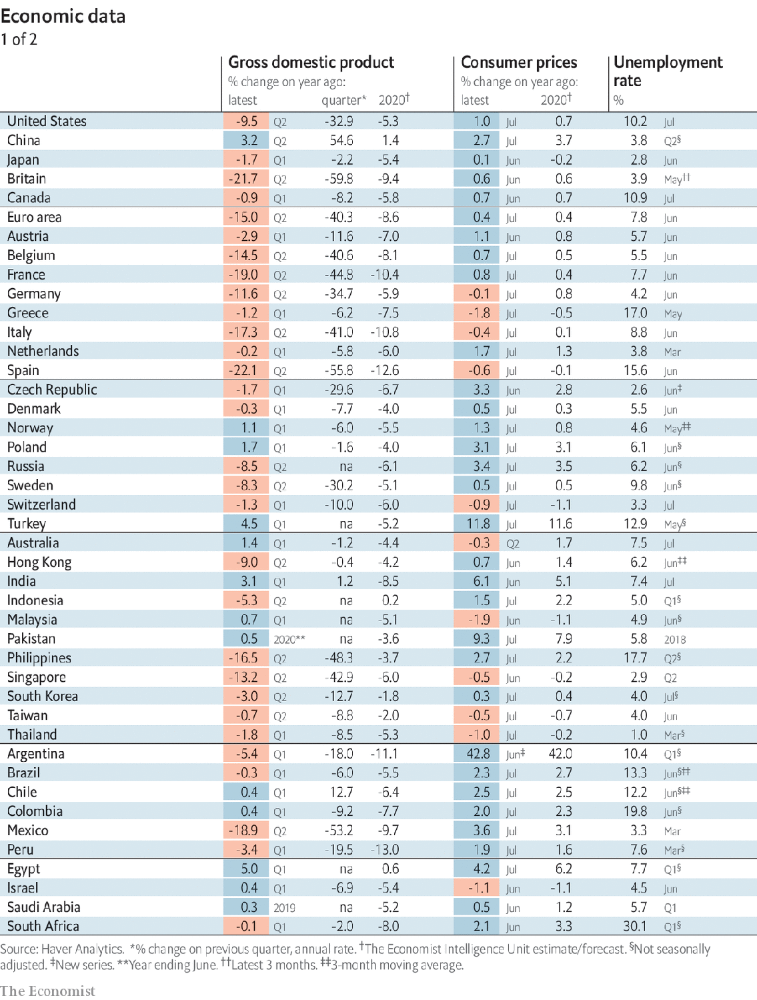 Economic data
1 of 2
Gross domestic product Consumer prices Unemployment
% change on year ago: % change on year ago: rate
latest quarter* 2020† latest 2020† %
United States -9.5 Q2 -32.9 -5.3 1.0 Jul 0.7 10.2 Jul
China 3.2 Q2 54.6 1.4 2.7 Jul 3.7 3.8 Q2§
Japan -1.7 Q1 -2.2 -5.4 0.1 Jun -0.2 2.8 Jun
Britain -21.7 Q2 -59.8 -9.4 0.6 Jun 0.6 3.9 May††
Canada -0.9 Q1 -8.2 -5.8 0.7 Jun 0.7 10.9 Jul
Euro area -15.0 Q2 -40.3 -8.6 0.4 Jul 0.4 7.8 Jun
Austria -2.9 Q1 -11.6 -7.0 1.1 Jun 0.8 5.7 Jun
Belgium -14.5 Q2 -40.6 -8.1 0.7 Jul 0.5 5.5 Jun
France -19.0 Q2 -44.8 -10.4 0.8 Jul 0.4 7.7 Jun
Germany -11.6 Q2 -34.7 -5.9 -0.1 Jul 0.8 4.2 Jun
Greece -1.2 Q1 -6.2 -7.5 -1.8 Jul -0.5 17.0 May
Italy -17.3 Q2 -41.0 -10.8 -0.4 Jul 0.1 8.8 Jun
Netherlands -0.2 Q1 -5.8 -6.0 1.7 Jul 1.3 3.8 Mar
Spain -22.1 Q2 -55.8 -12.6 -0.6 Jul -0.1 15.6 Jun
Czech Republic -1.7 Q1 -29.6 -6.7 3.3 Jun 2.8 2.6 Jun‡
Denmark -0.3 Q1 -7.7 -4.0 0.5 Jul 0.3 5.5 Jun
Norway 1.1 Q1 -6.0 -5.5 1.3 Jul 0.8 4.6 May‡‡
Poland 1.7 Q1 -1.6 -4.0 3.1 Jul 3.1 6.1 Jun§
Russia -8.5 Q2 na -6.1 3.4 Jul 3.5 6.2 Jun§
Sweden -8.3 Q2 -30.2 -5.1 0.5 Jul 0.5 9.8 Jun§
Switzerland -1.3 Q1 -10.0 -6.0 -0.9 Jul -1.1 3.3 Jul
Turkey 4.5 Q1 na -5.2 11.8 Jul 11.6 12.9 May§
Australia 1.4 Q1 -1.2 -4.4 -0.3 Q2 1.7 7.5 Jul
Hong Kong -9.0 Q2 -0.4 -4.2 0.7 Jun 1.4 6.2 Jun‡‡
India 3.1 Q1 1.2 -8.5 6.1 Jun 5.1 7.4 Jul
Indonesia -5.3 Q2 na 0.2 1.5 Jul 2.2 5.0 Q1§
Malaysia 0.7 Q1 na -5.1 -1.9 Jun -1.1 4.9 Jun§
Pakistan 0.5 2020** na -3.6 9.3 Jul 7.9 5.8 2018
Philippines -16.5 Q2 -48.3 -3.7 2.7 Jul 2.2 17.7 Q2§
Singapore -13.2 Q2 -42.9 -6.0 -0.5 Jun -0.2 2.9 Q2
South Korea -3.0 Q2 -12.7 -1.8 0.3 Jul 0.4 4.0 Jul§
Taiwan -0.7 Q2 -8.8 -2.0 -0.5 Jul -0.7 4.0 Jun
Thailand -1.8 Q1 -8.5 -5.3 -1.0 Jul -0.2 1.0 Mar§
Argentina -5.4 Q1 -18.0 -11.1 42.8 Jun‡ 42.0 10.4 Q1§
Brazil -0.3 Q1 -6.0 -5.5 2.3 Jul 2.7 13.3 Jun§‡‡
Chile 0.4 Q1 12.7 -6.4 2.5 Jul 2.5 12.2 Jun§‡‡
Colombia 0.4 Q1 -9.2 -7.7 2.0 Jul 2.3 19.8 Jun§
Mexico -18.9 Q2 -53.2 -9.7 3.6 Jul 3.1 3.3 Mar
Peru -3.4 Q1 -19.5 -13.0 1.9 Jul 1.6 7.6 Mar§
Egypt 5.0 Q1 na 0.6 4.2 Jul 6.2 7.7 Q1§
Israel 0.4 Q1 -6.9 -5.4 -1.1 Jun -1.1 4.5 Jun
Saudi Arabia 0.3 2019 na -5.2 0.5 Jun 1.2 5.7 Q1
South Africa -0.1 Q1 -2.0 -8.0 2.1 Jun 3.3 30.1 Q1§
Source: Haver Analytics. *% change on previous quarter, annual rate. †The Economist Intelligence Unit estimate/forecast. §Not seasonally
adjusted. ‡New series. **Year ending June. ††Latest 3 months. ‡‡3-month moving average.
The Economist